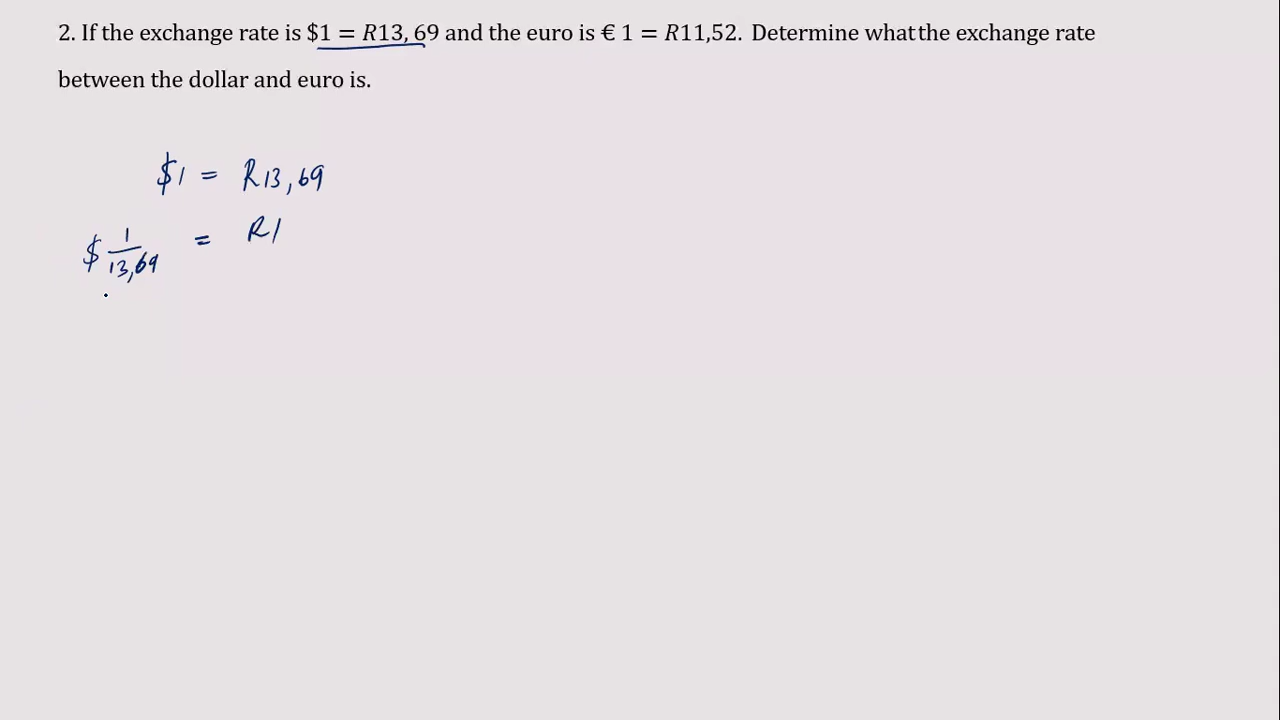 2. If the exchange rate is $1 = R13, 69 and the euro is € 1 = R11,52. Determine what the exchange rate
between the dollar and euro is.
$1 = R13,69
$ 1/13,69 = R1